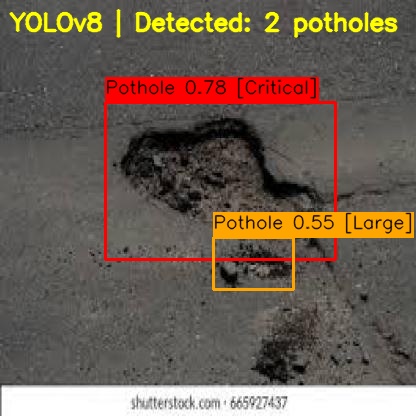 YOLOv8 | Detected: 2 potholes
Pothole 0.78 [Critical]
Pothole 0.55 [Large]
shutterstock.com · 665927437